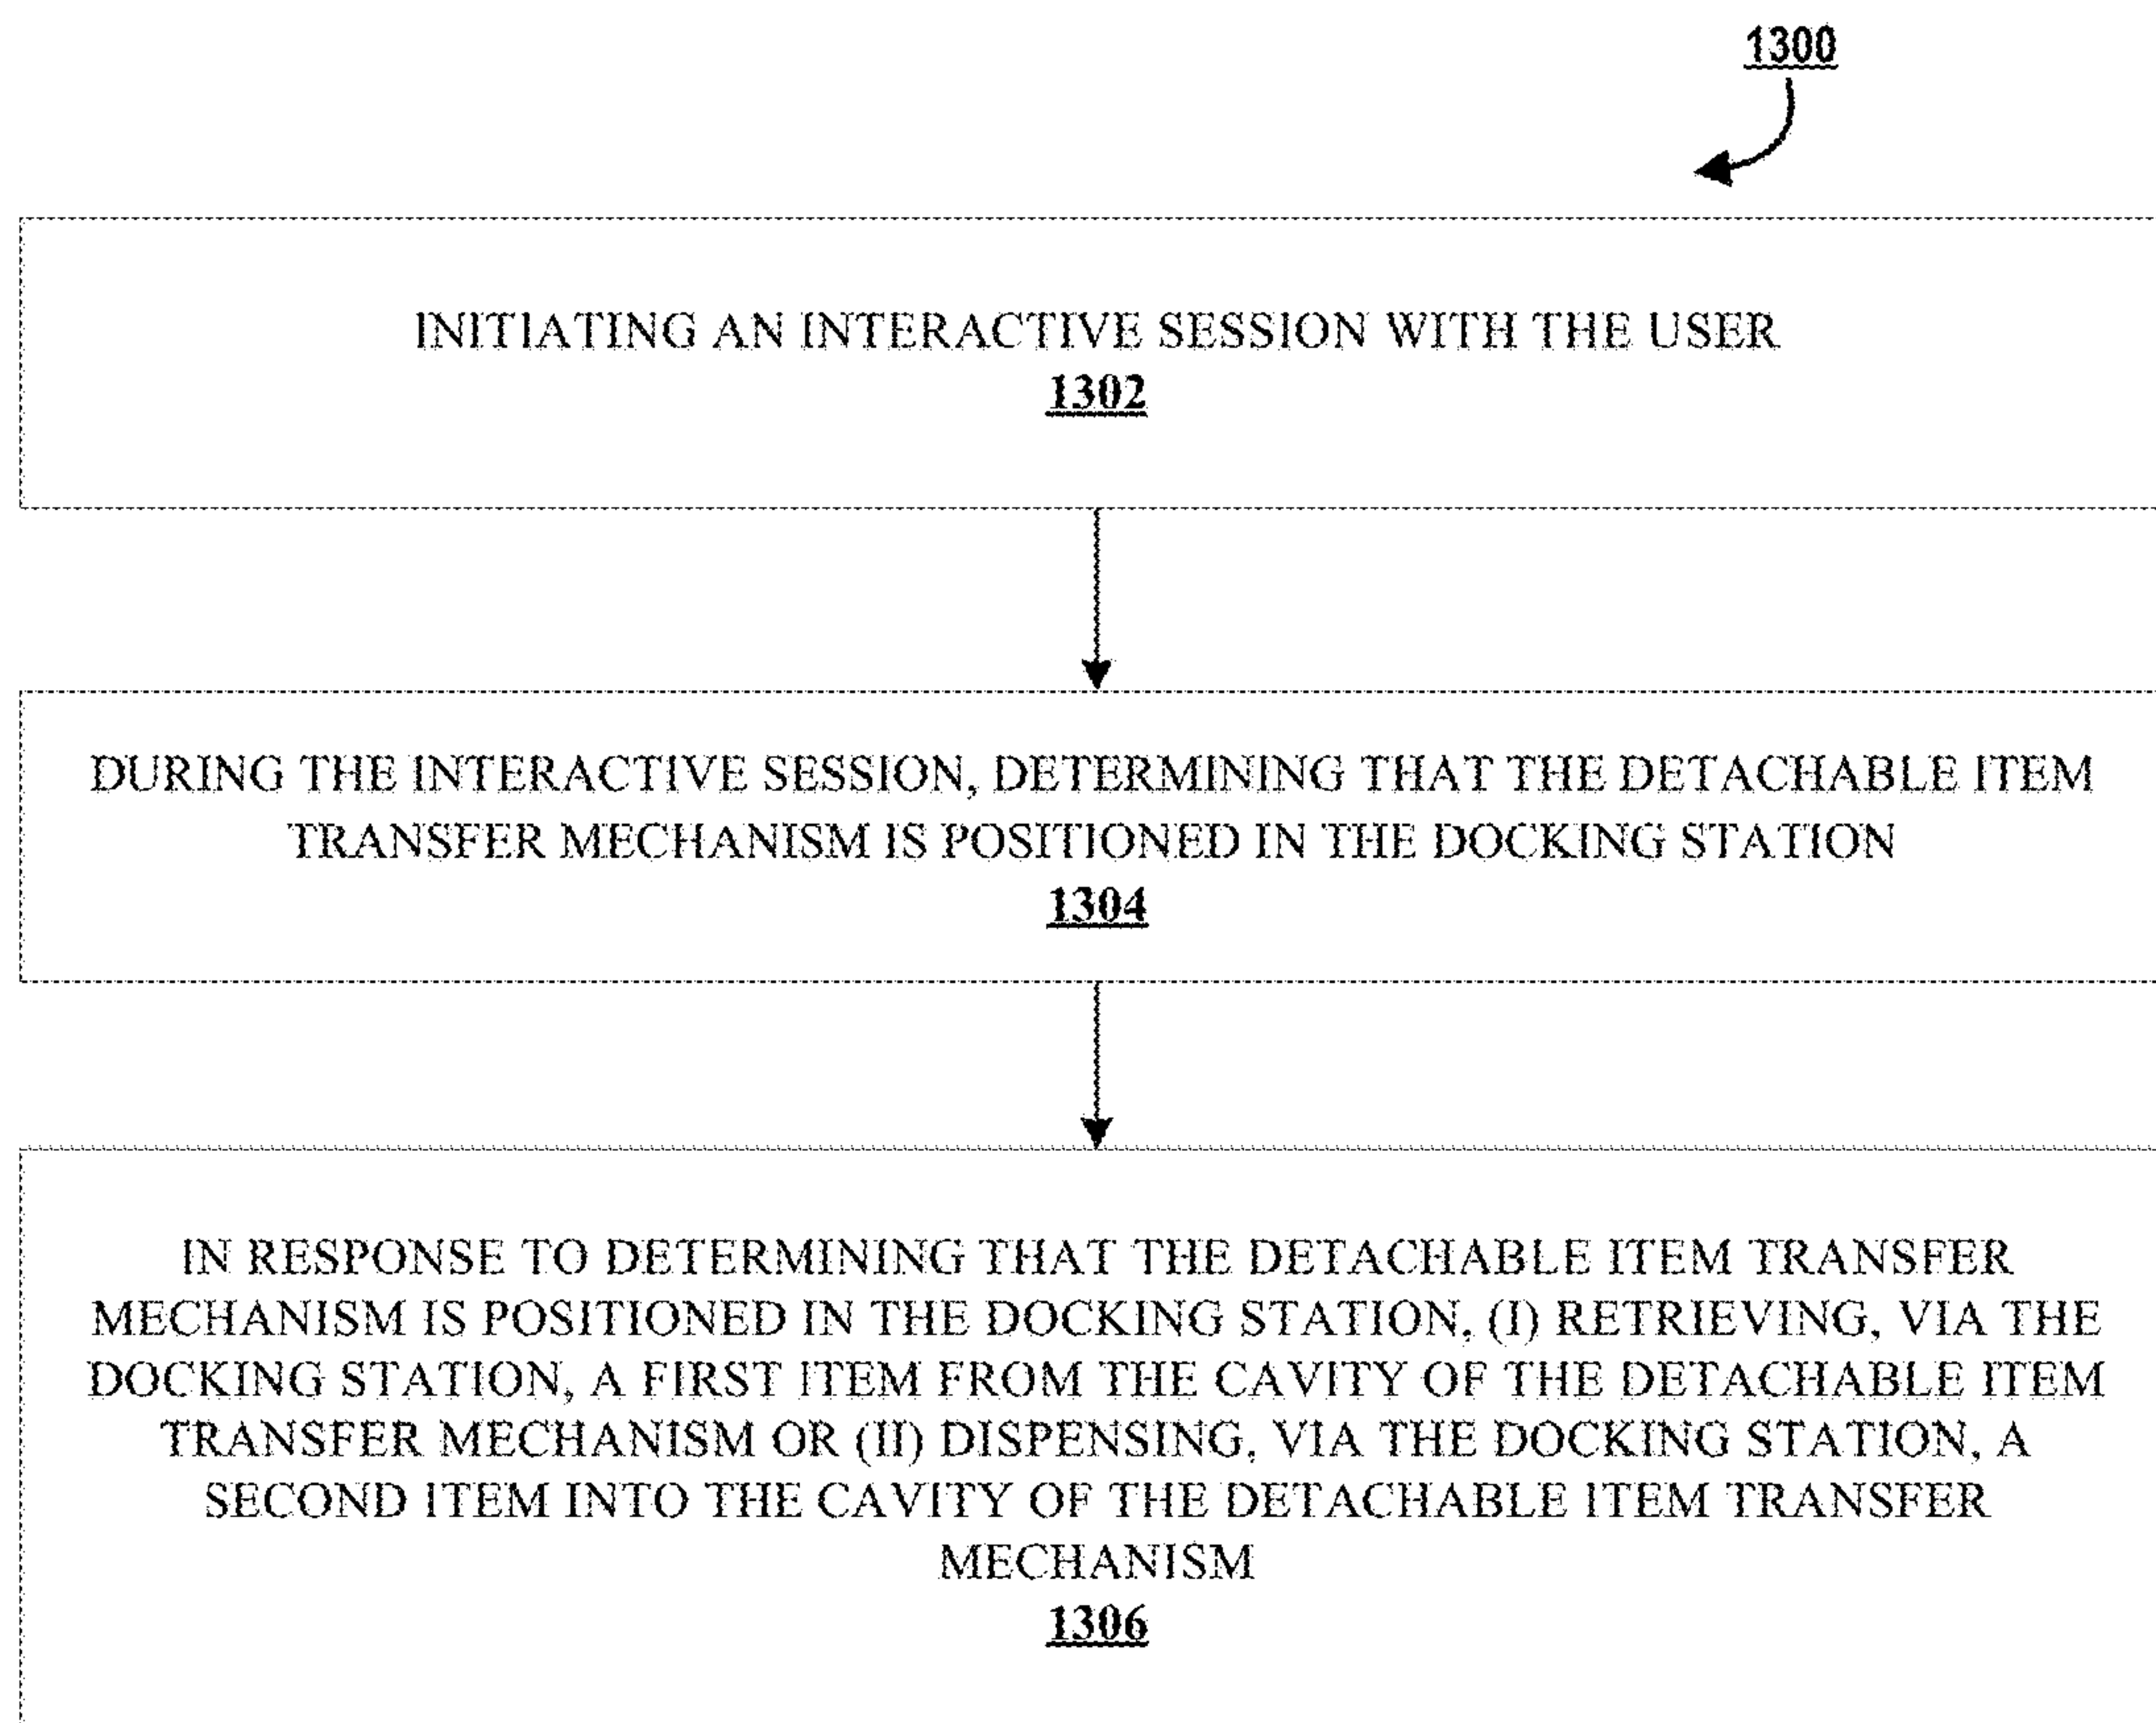 1300
INITIATING AN INTERACTIVE SESSION WITH THE USER
1302
DURING THE INTERACTIVE SESSION, DETERMINING THAT THE DETACHABLE ITEM
TRANSFER MECHANISM IS POSITIONED IN THE DOCKING STATION
1304
IN RESPONSE TO DETERMINING THAT THE DETACHABLE ITEM TRANSFER
MECHANISM IS POSITIONED IN THE DOCKING STATION, (I) RETRIEVING, VIA THE
DOCKING STATION, A FIRST ITEM FROM THE CAVITY OF THE DETACHABLE ITEM
TRANSFER MECHANISM OR (II) DISPENSING, VIA THE DOCKING STATION, A
SECOND ITEM INTO THE CAVITY OF THE DETACHABLE ITEM TRANSFER
MECHANISM
1306